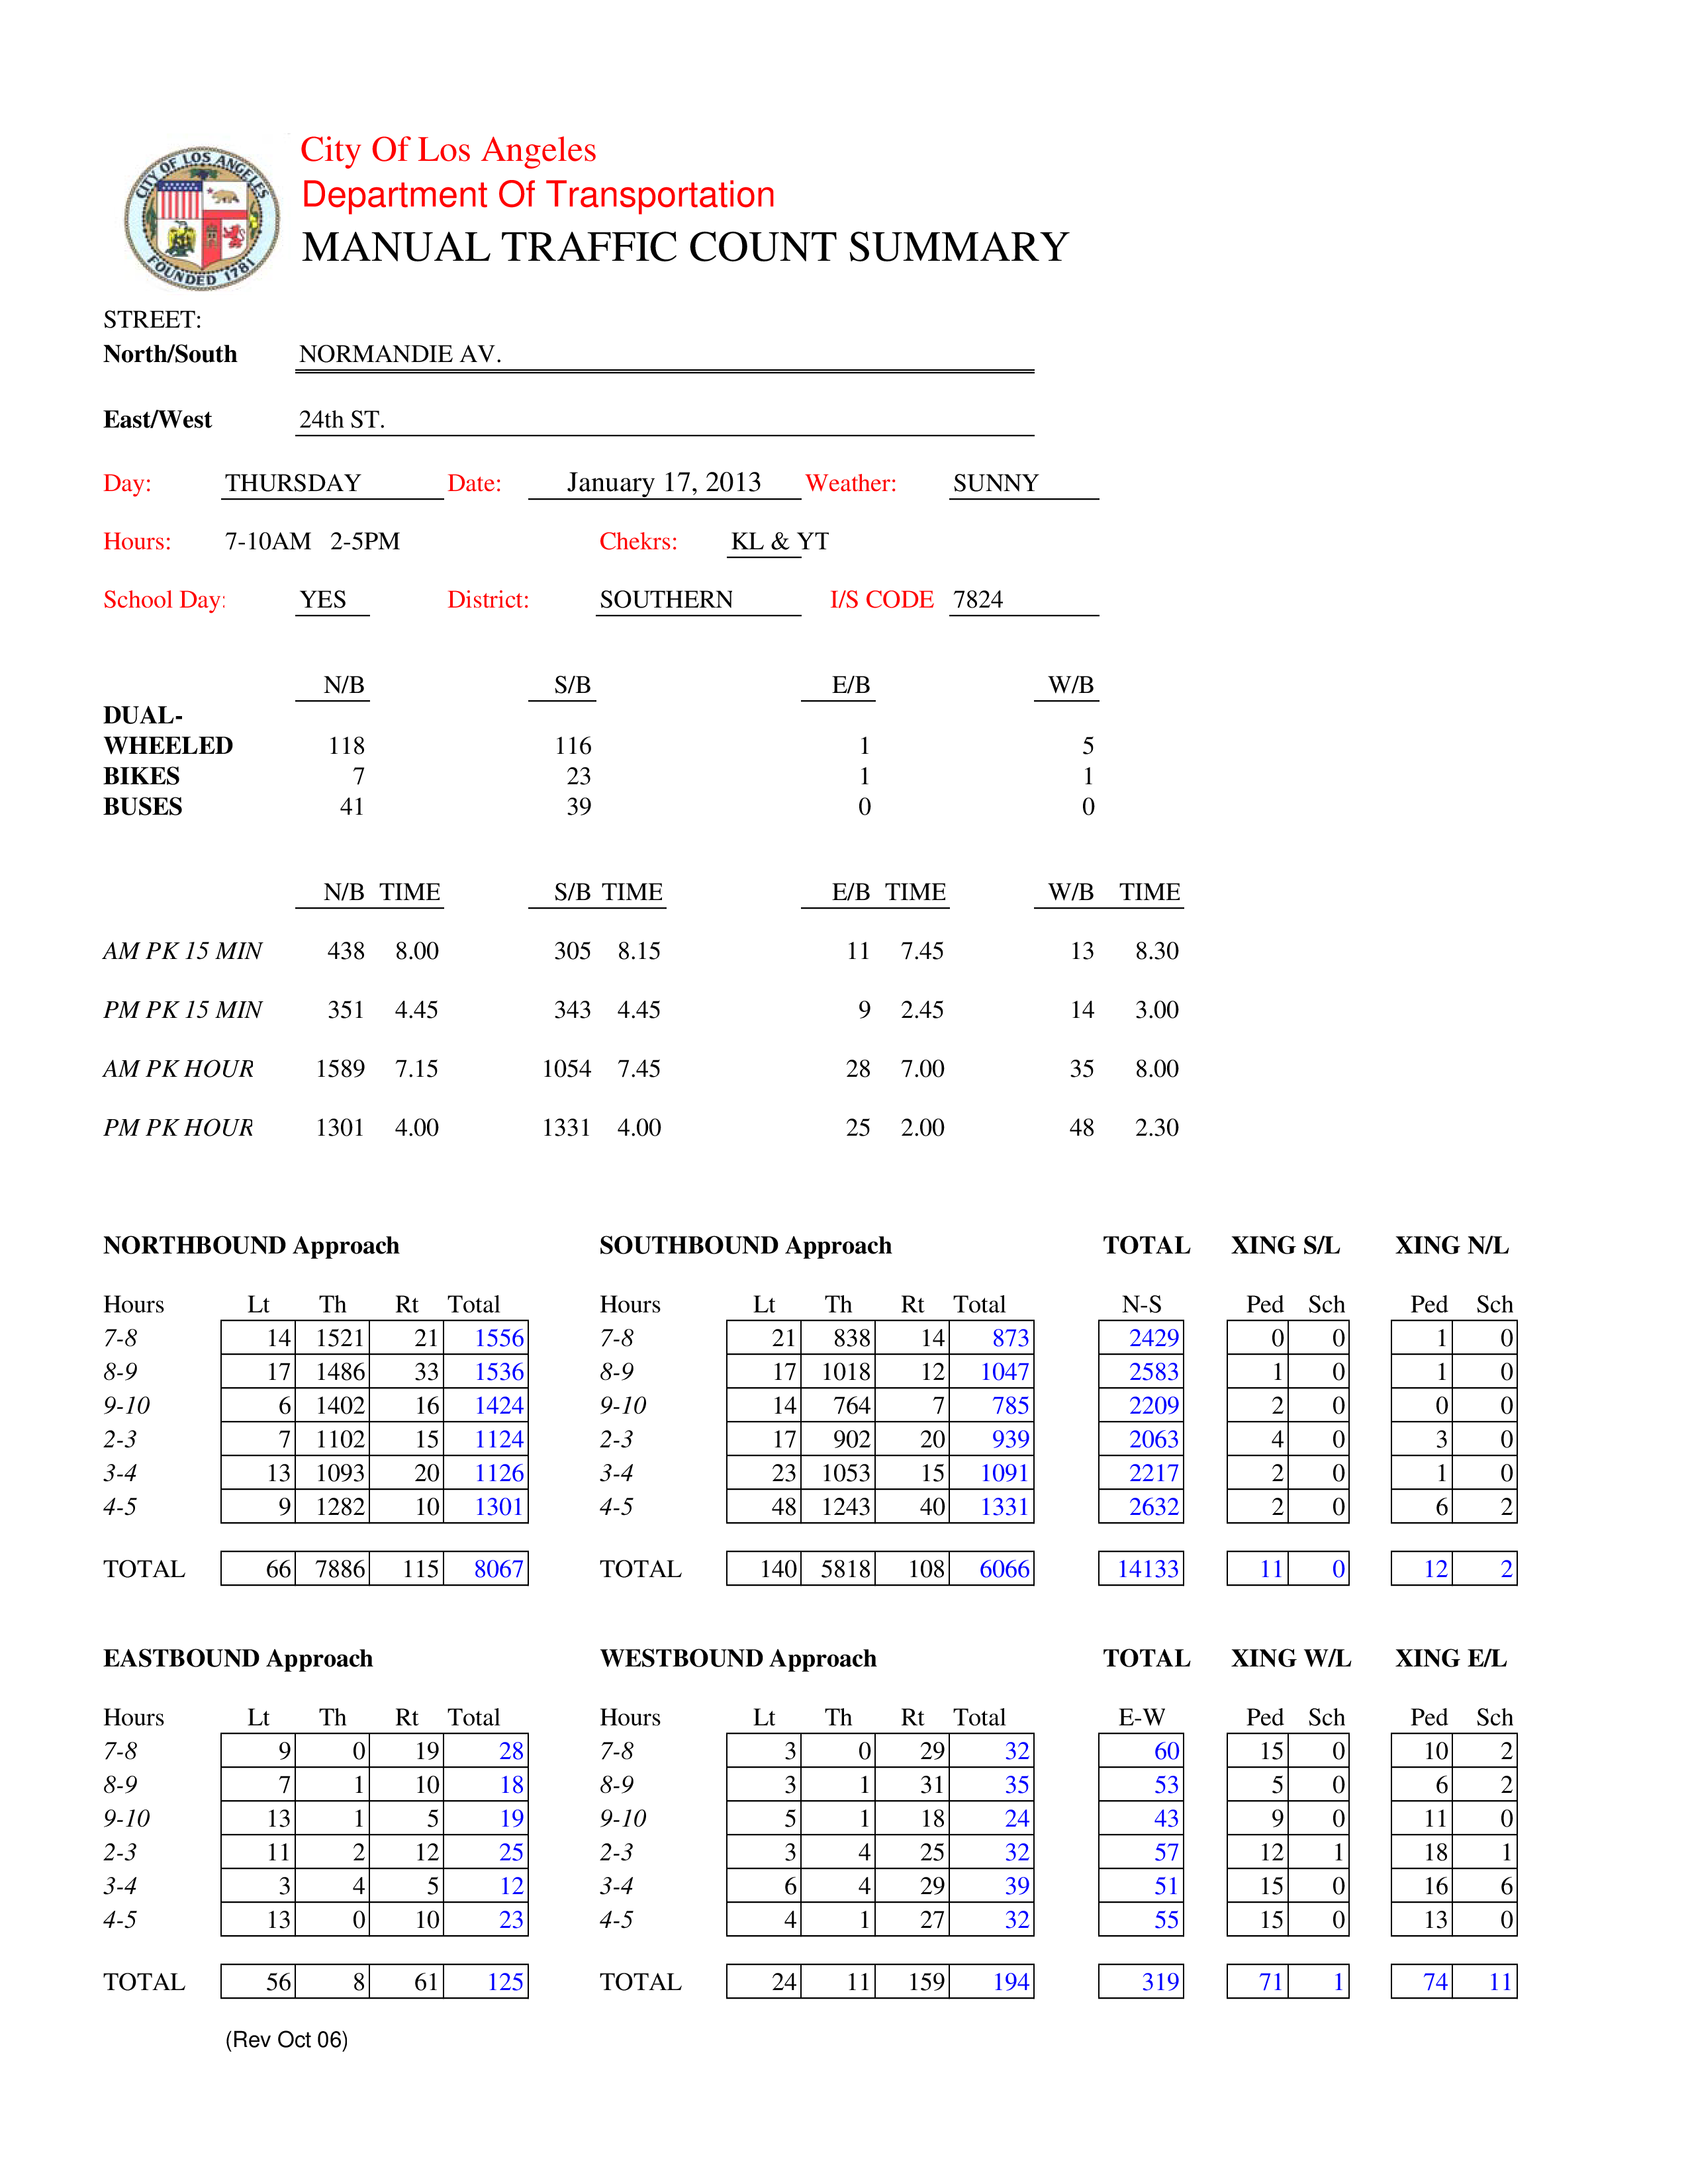 CITY OF LOS ANGELES
FOUNDED 1781
City Of Los Angeles
Department Of Transportation
MANUAL TRAFFIC COUNT SUMMARY
STREET:
North/South NORMANDIE AV.
East/West 24th ST.
Day: THURSDAY Date: January 17, 2013 Weather: SUNNY
Hours: 7-10AM 2-5PM Chekrs: KL & YT
School Day: YES District: SOUTHERN I/S CODE 7824
N/B S/B E/B W/B
DUAL-
WHEELED 118 116 1 5
BIKES 7 23 1 1
BUSES 41 39 0 0
N/B TIME S/B TIME E/B TIME W/B TIME
AM PK 15 MIN 438 8.00 305 8.15 11 7.45 13 8.30
PM PK 15 MIN 351 4.45 343 4.45 9 2.45 14 3.00
AM PK HOUR 1589 7.15 1054 7.45 28 7.00 35 8.00
PM PK HOUR 1301 4.00 1331 4.00 25 2.00 48 2.30
NORTHBOUND Approach SOUTHBOUND Approach TOTAL XING S/L XING N/L
Hours Lt Th Rt Total Hours Lt Th Rt Total N-S Ped Sch Ped Sch
7-8 14 1521 21 1556 7-8 21 838 14 873 2429 0 0 1 0
8-9 17 1486 33 1536 8-9 17 1018 12 1047 2583 1 0 1 0
9-10 6 1402 16 1424 9-10 14 764 7 785 2209 2 0 0 0
2-3 7 1102 15 1124 2-3 17 902 20 939 2063 4 0 3 0
3-4 13 1093 20 1126 3-4 23 1053 15 1091 2217 2 0 1 0
4-5 9 1282 10 1301 4-5 48 1243 40 1331 2632 2 0 6 2
TOTAL 66 7886 115 8067 TOTAL 140 5818 108 6066 14133 11 0 12 2
EASTBOUND Approach WESTBOUND Approach TOTAL XING W/L XING E/L
Hours Lt Th Rt Total Hours Lt Th Rt Total E-W Ped Sch Ped Sch
7-8 9 0 19 28 7-8 3 0 29 32 60 15 0 10 2
8-9 7 1 10 18 8-9 3 1 31 35 53 5 0 6 2
9-10 13 1 5 19 9-10 5 1 18 24 43 9 0 11 0
2-3 11 2 12 25 2-3 3 4 25 32 57 12 1 18 1
3-4 3 4 5 12 3-4 6 4 29 39 51 15 0 16 6
4-5 13 0 10 23 4-5 4 1 27 32 55 15 0 13 0
TOTAL 56 8 61 125 TOTAL 24 11 159 194 319 71 1 74 11
(Rev Oct 06)